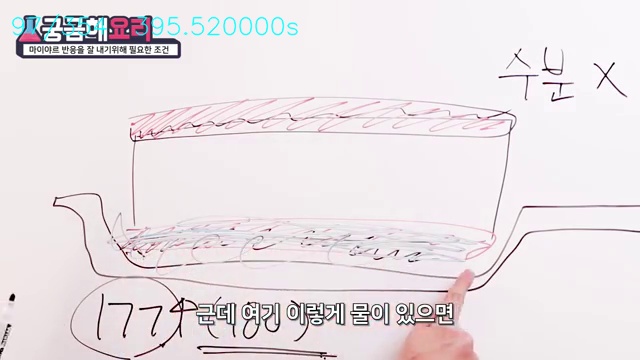 395.520000s
궁금해요리
마이야르 반응을 잘 내기위해 필요한 조건
수분 X
근데 여기 이렇게 물이 있으면
177